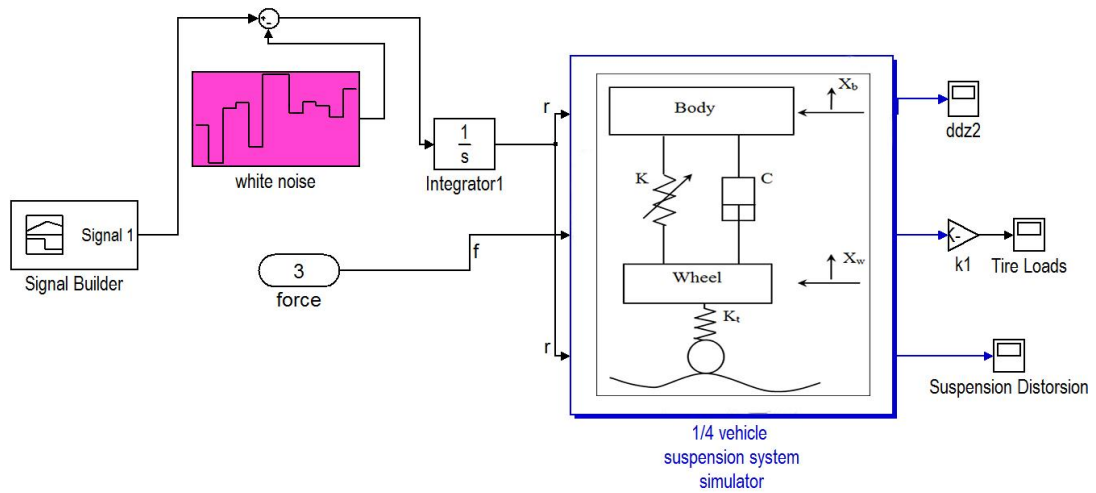 +
-
white noise
1
s
Integrator1
Signal 1
Signal Builder
3
force
f
r
r
Body
Xb
K
C
Wheel
Xw
Kt
1/4 vehicle
suspension system
simulator
ddz2
K-
k1
Tire Loads
Suspension Distorsion